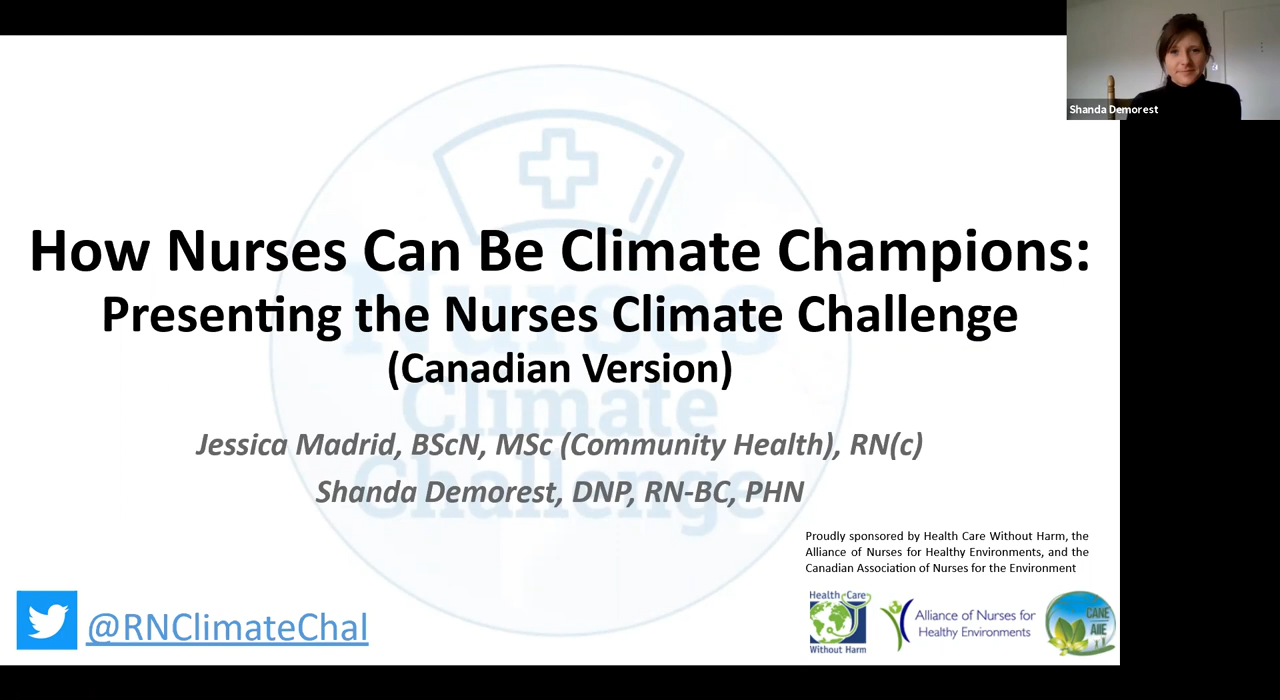 Shanda Demorest
How Nurses Can Be Climate Champions:
Presenting the Nurses Climate Challenge
(Canadian Version)
Nurses
Climate
Challenge
Jessica Madrid, BScN, MSc (Community Health), RN(c)
Shanda Demorest, DNP, RN-BC, PHN
Proudly sponsored by Health Care Without Harm, the
Alliance of Nurses for Healthy Environments, and the
Canadian Association of Nurses for the Environment
@RNClimateChal
Health Care
Without Harm
Alliance of Nurses for
Healthy Environments
CANE
AIIE